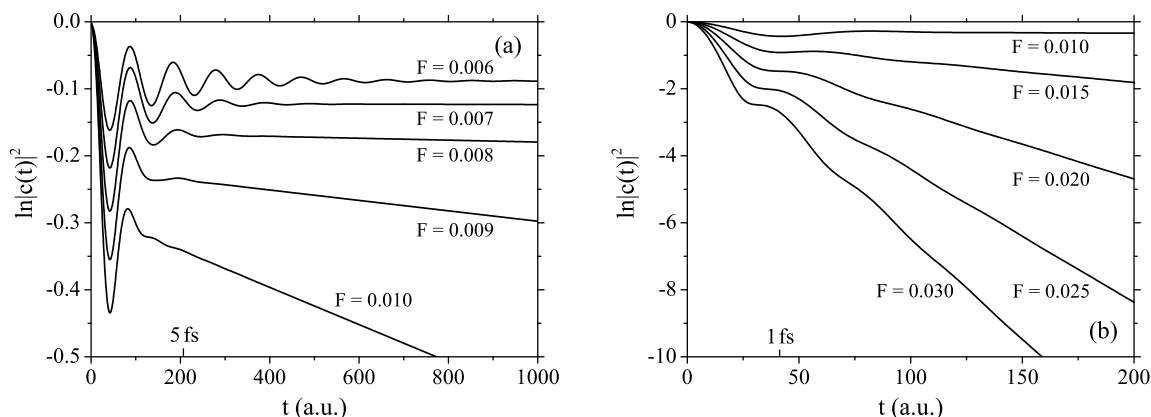 0.0
-0.1
-0.2
-0.3
-0.4
-0.5
ln|c(t)|²
(a)
F = 0.006
F = 0.007
F = 0.008
F = 0.009
F = 0.010
5 fs
0 200 400 600 800 1000
t (a.u.)
0
-2
-4
-6
-8
-10
ln|c(t)|²
F = 0.010
F = 0.015
F = 0.020
F = 0.030
F = 0.025
1 fs
(b)
0 50 100 150 200
t (a.u.)